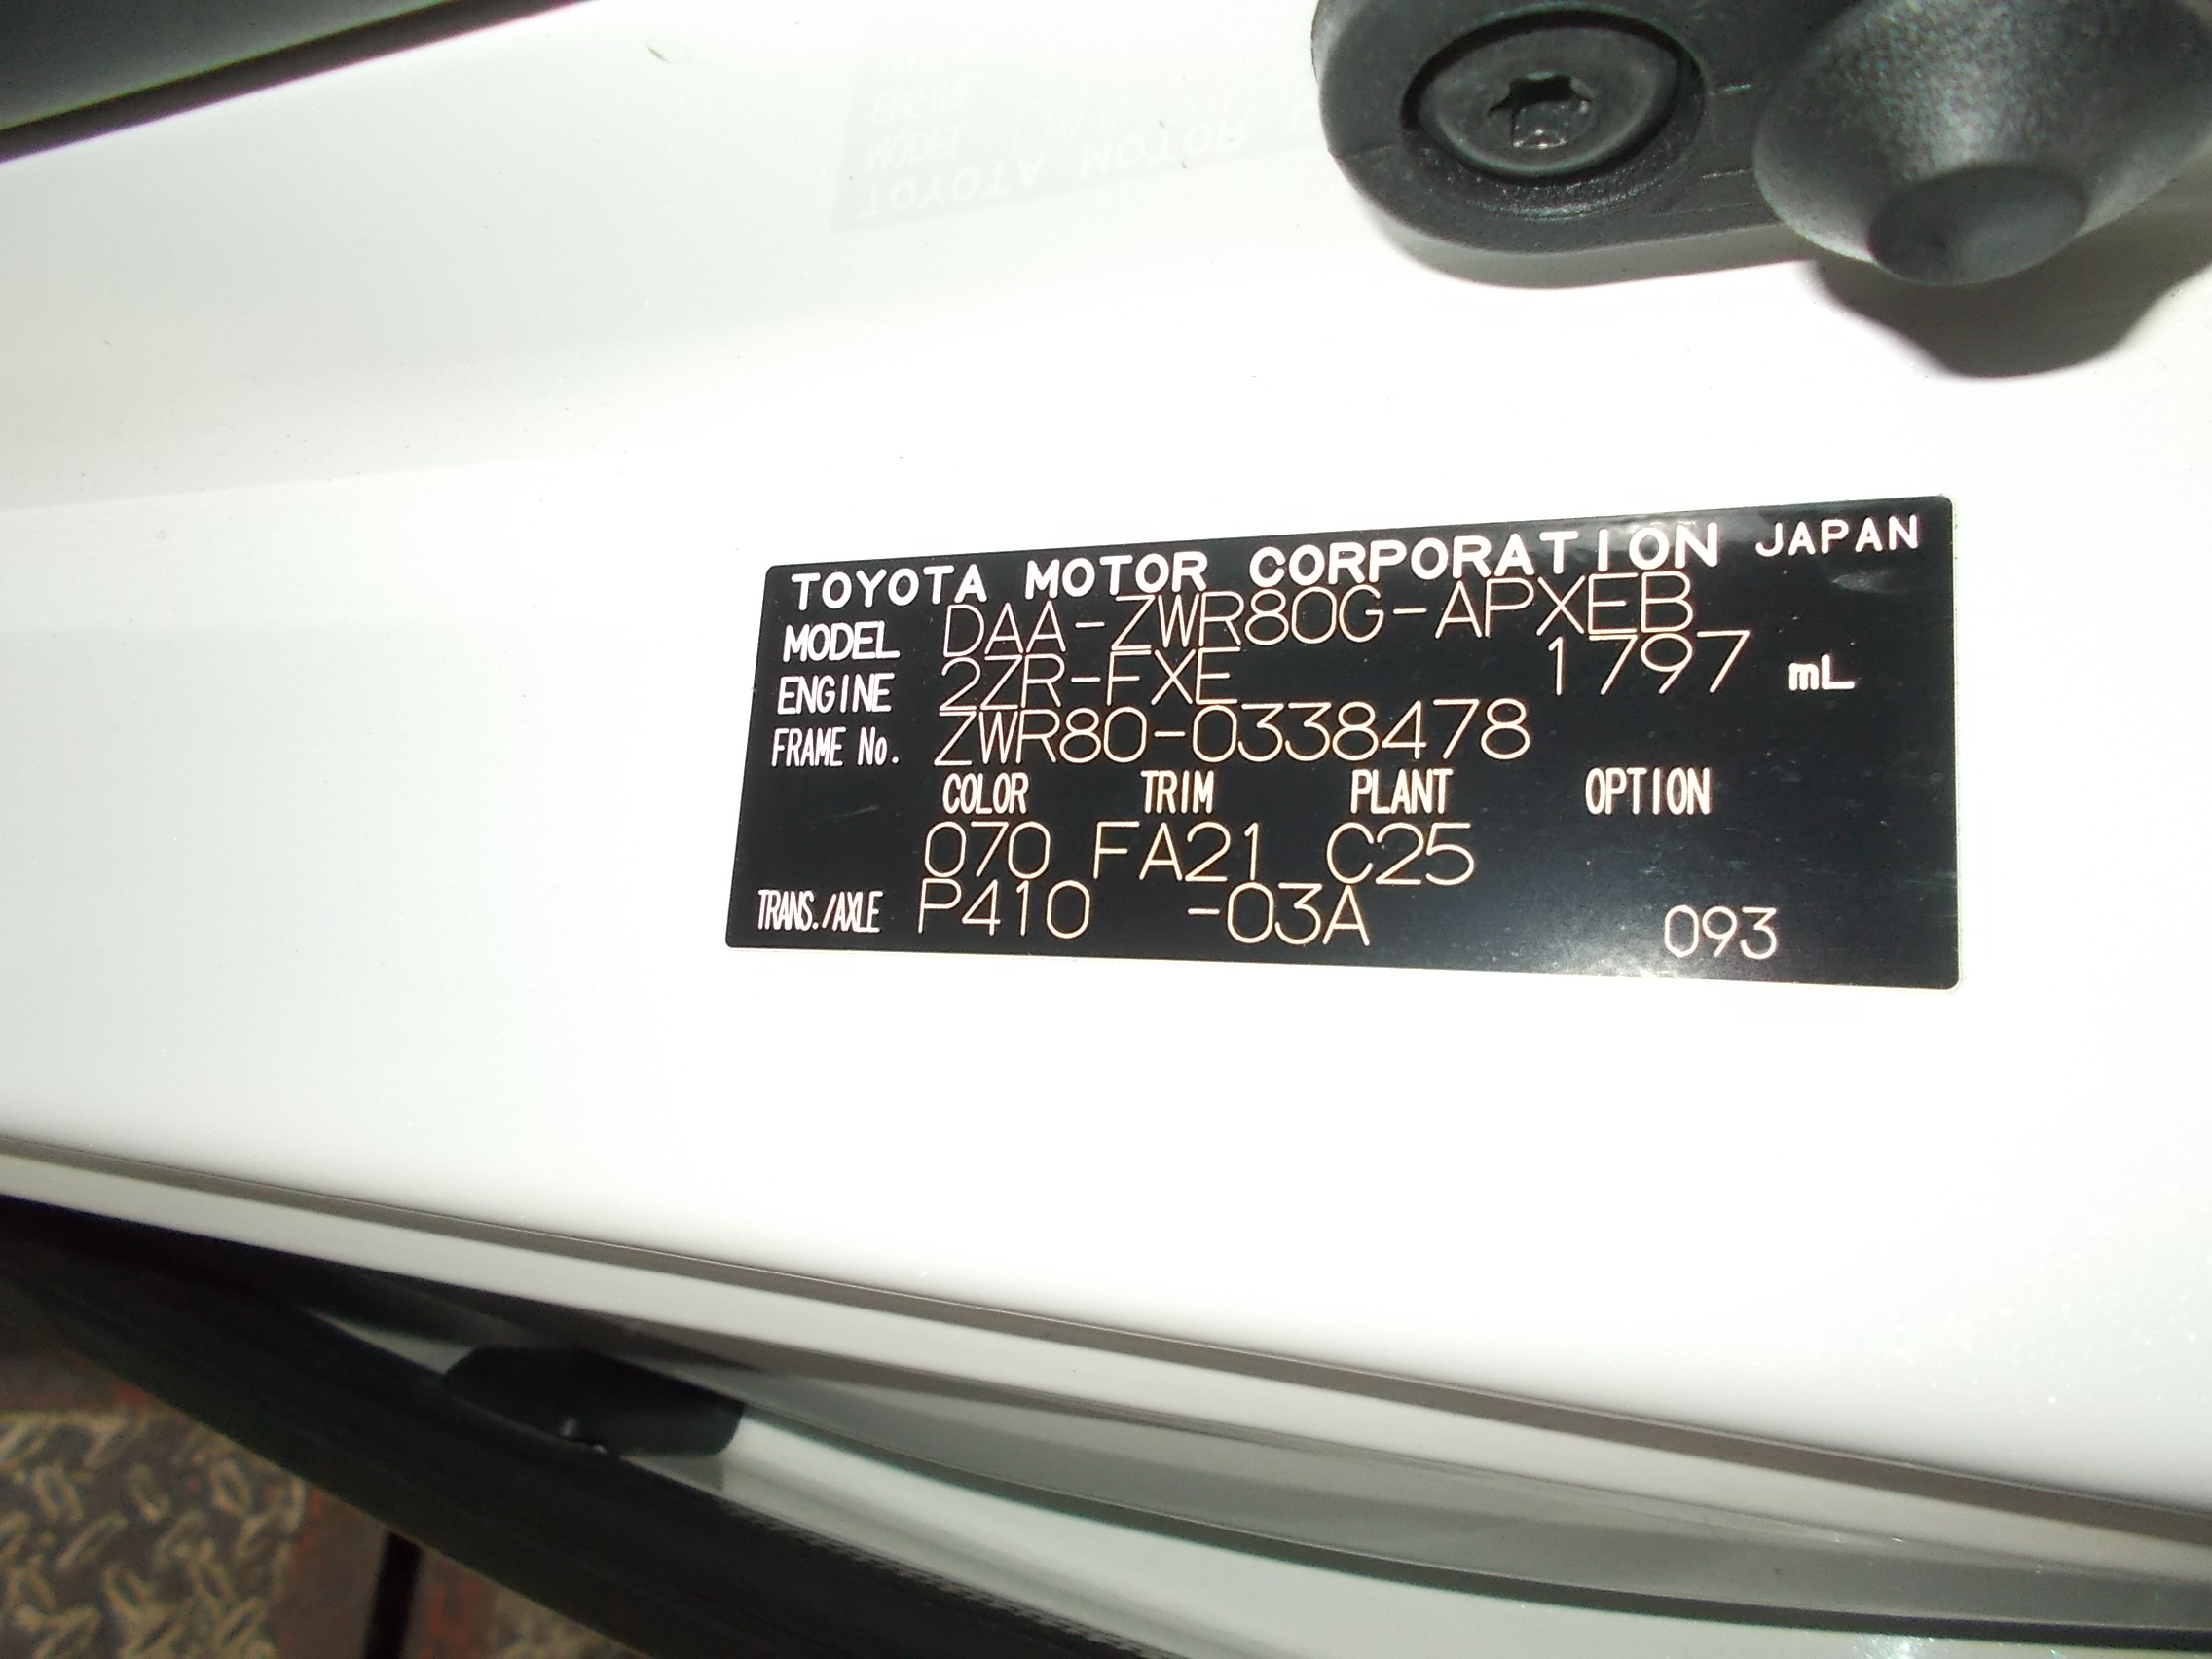 TOYOTA MOTOR CORPORATION JAPAN
MODEL DAA-ZWR80G-APXEB
ENGINE 2ZR-FXE 1797 mL
FRAME No. ZWR80-0338478
COLOR TRIM PLANT OPTION
070 FA21 C25
TRANS./AXLE P410 -03A 093